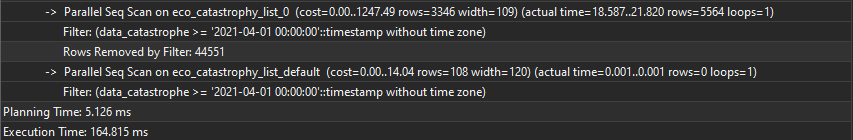 -> Parallel Seq Scan on eco_catastrophy_list_0 (cost=0.00..1247.49 rows=3346 width=109) (actual time=18.587..21.820 rows=5564 loops=1)
Filter: (data_catastrophe >= '2021-04-01 00:00:00'::timestamp without time zone)
Rows Removed by Filter: 44551
-> Parallel Seq Scan on eco_catastrophy_list_default (cost=0.00..14.04 rows=108 width=120) (actual time=0.001..0.001 rows=0 loops=1)
Filter: (data_catastrophe >= '2021-04-01 00:00:00'::timestamp without time zone)
Planning Time: 5.126 ms
Execution Time: 164.815 ms